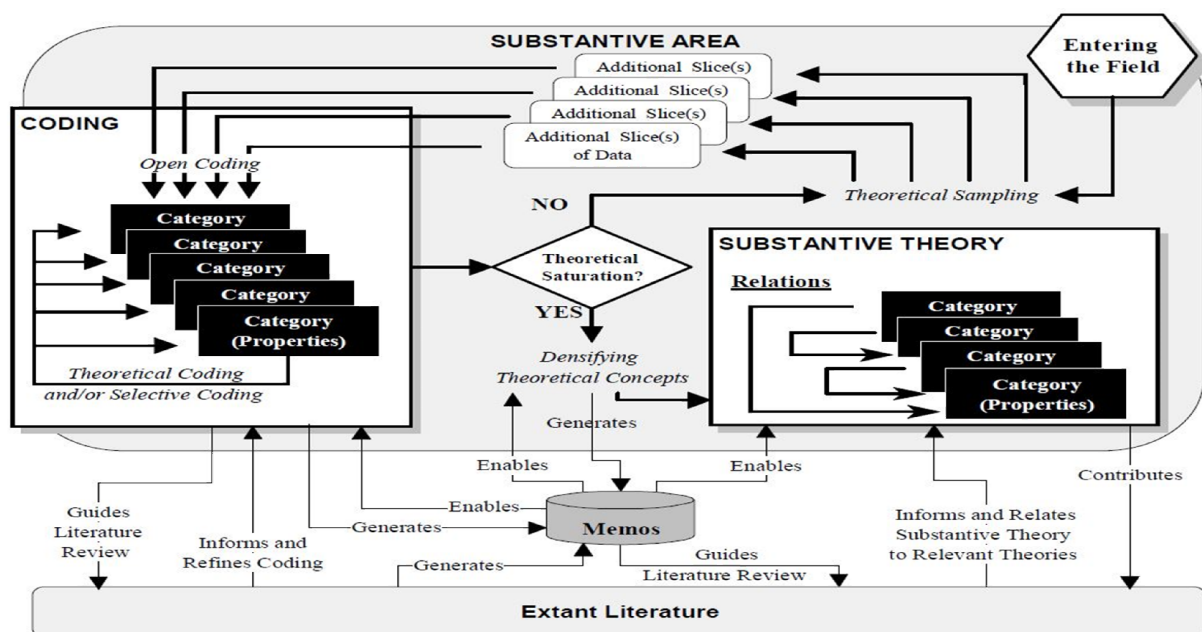 SUBSTANTIVE AREA
Entering
the Field
Additional Slice(s)
Additional Slice(s)
Additional Slice(s)
Additional Slice(s)
of Data
CODING
Open Coding
Category
Category
Category
Category
Category
(Properties)
Theoretical Coding
and/or Selective Coding
NO
Theoretical Sampling
Theoretical
Saturation?
YES
SUBSTANTIVE THEORY
Relations
Category
Category
Category
Category
(Properties)
Densifying
Theoretical Concepts
Generates
Enables
Enables
Contributes
Enables
Generates
Memos
Guides
Literature
Review
Informs and
Refines Coding
Generates
Guides
Literature Review
Informs and Relates
Substantive Theory
to Relevant Theories
Extant Literature